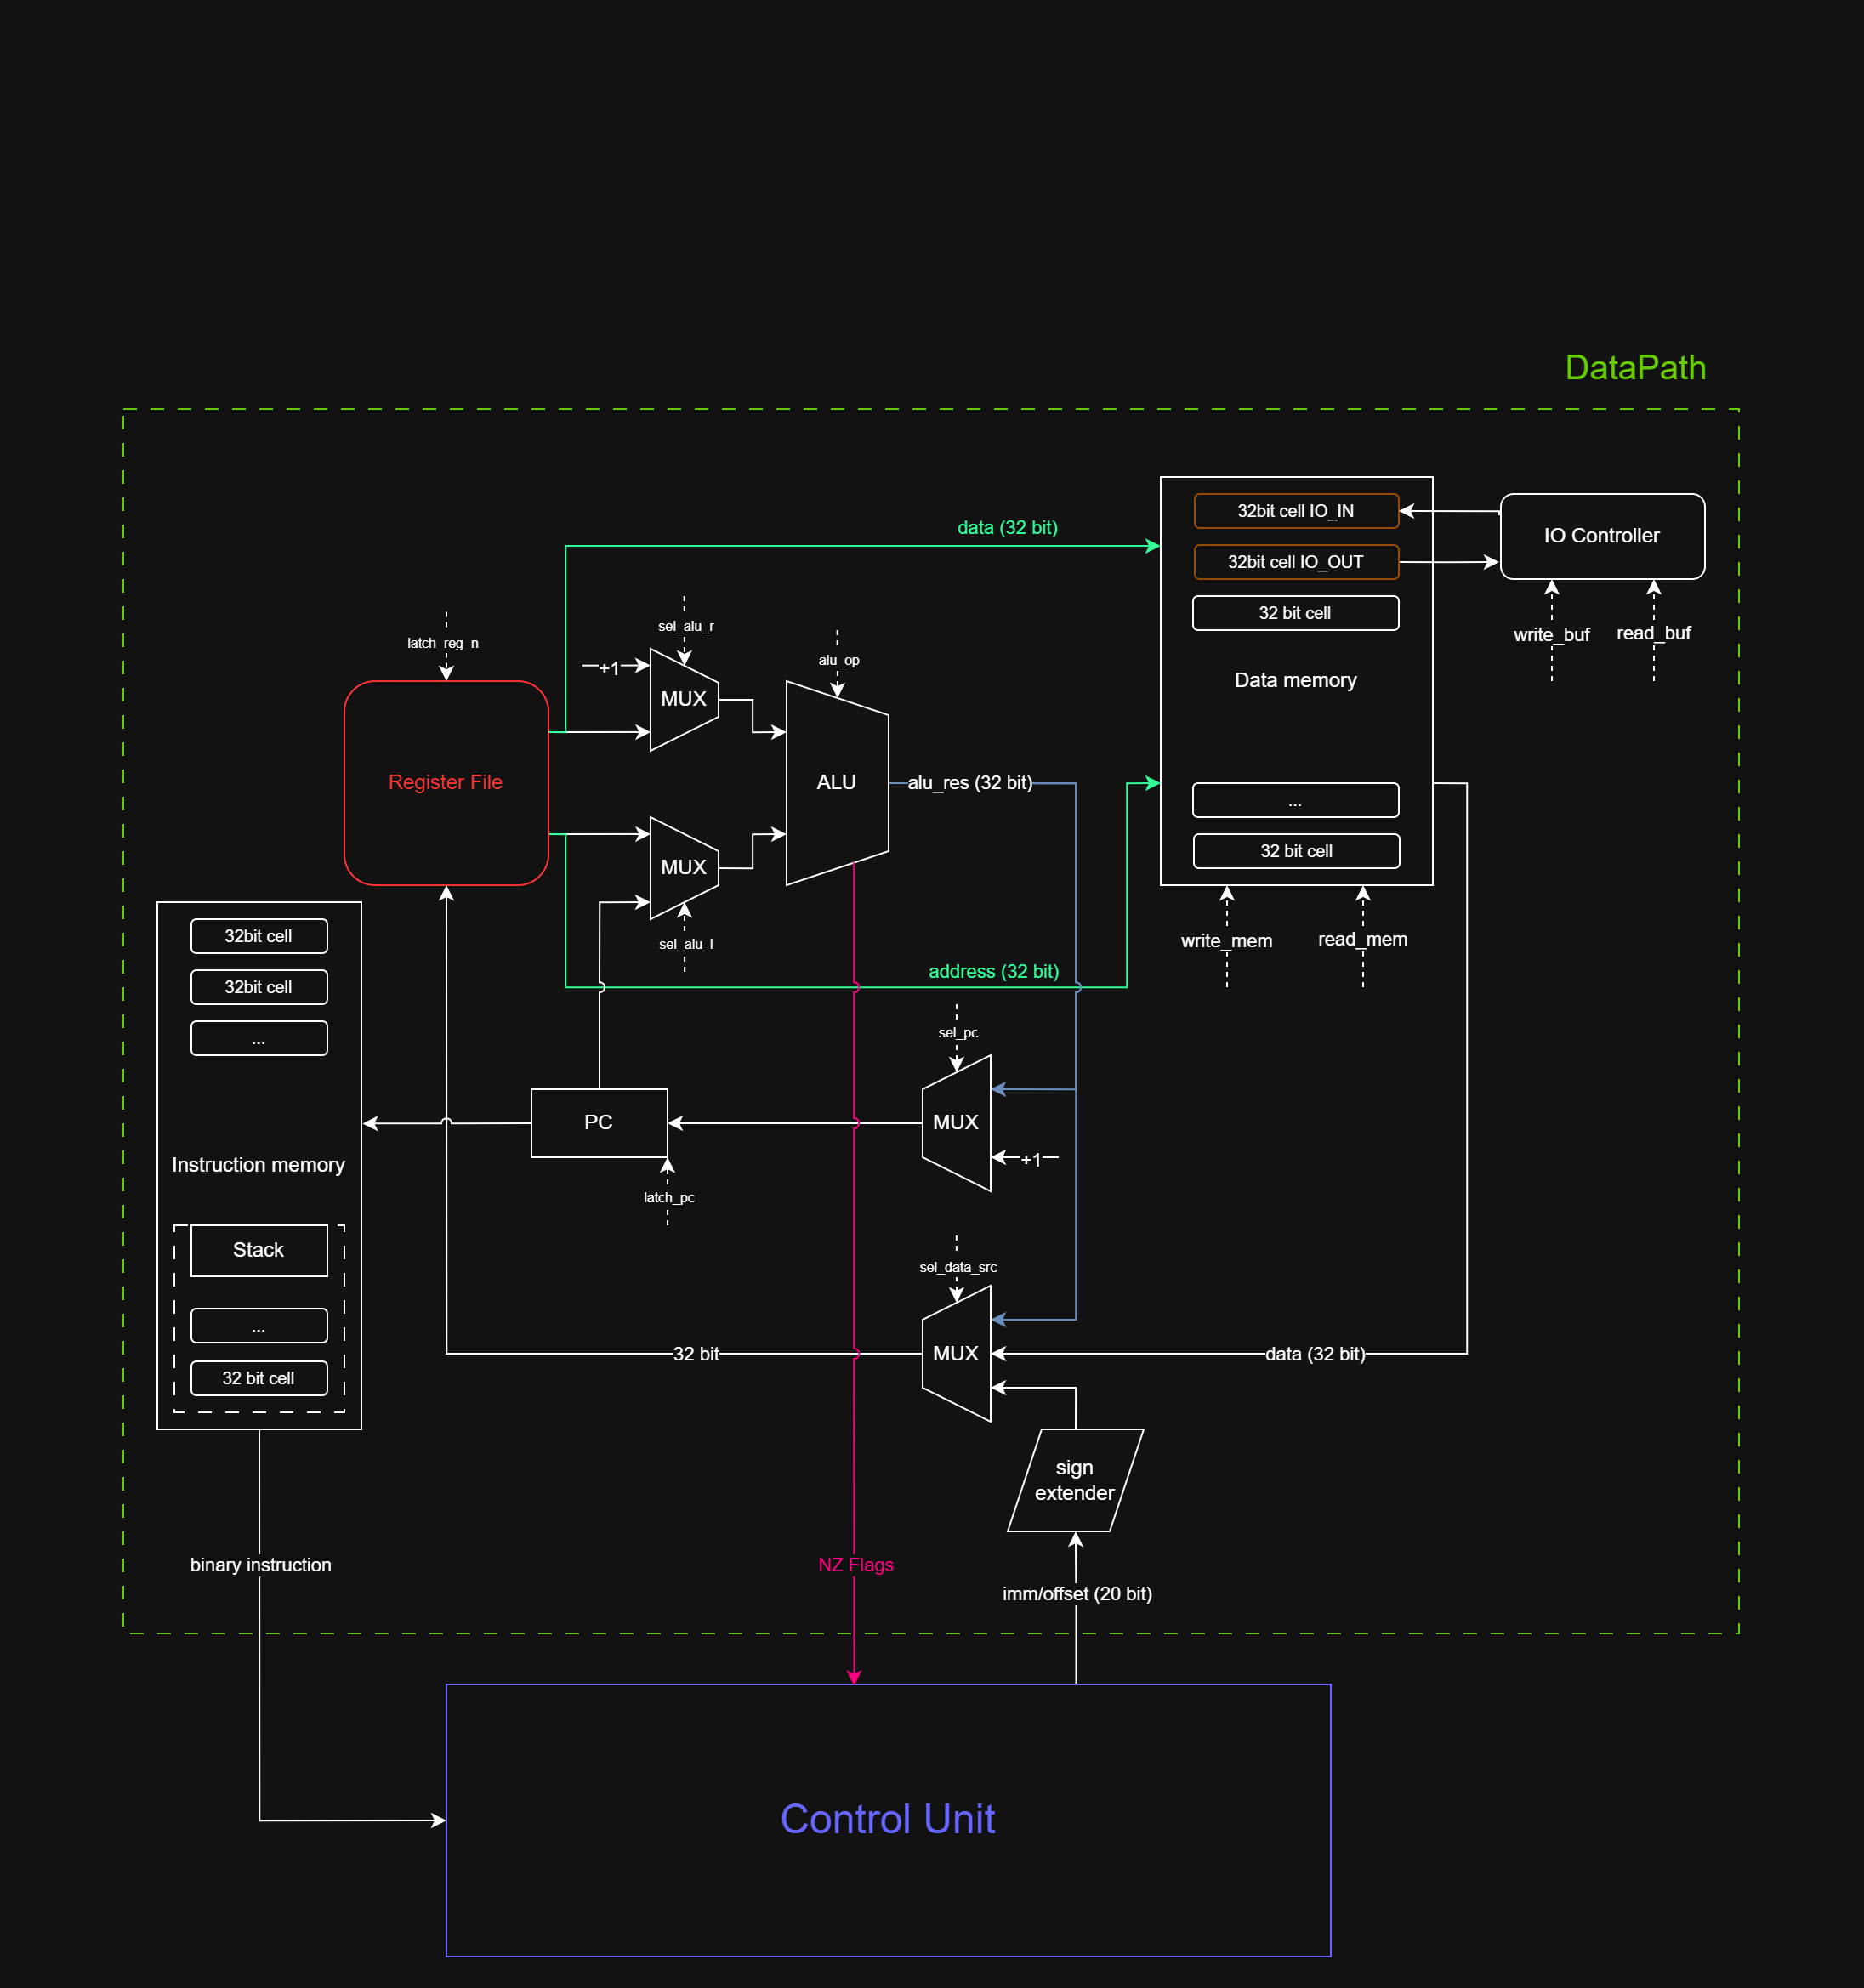 DataPath
32bit cell IO_IN
IO Controller
data (32 bit)
32bit cell IO_OUT
32 bit cell
write_buf
read_buf
latch_reg_n
sel_alu_r
+1
alu_op
MUX
Data memory
Register File
ALU
alu_res (32 bit)
...
MUX
32 bit cell
sel_alu_l
write_mem
read_mem
address (32 bit)
32bit cell
32bit cell
...
sel_pc
PC
MUX
+1
Instruction memory
latch_pc
Stack
sel_data_src
...
32 bit
MUX
data (32 bit)
32 bit cell
sign
extender
binary instruction
NZ Flags
imm/offset (20 bit)
Control Unit